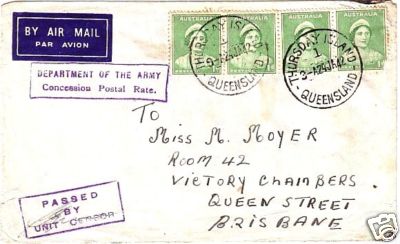 BY AIR MAIL
PAR AVION
AUSTRALIA
AUSTRALIA
AUSTRALIA
AUSTRALIA
THURSDAY ISLAND
QUEENSLAND
THURSDAY ISLAND
QUEENSLAND
DEPARTMENT OF THE ARMY
Concession Postal Rate.
TO
MISS M. MOYER
ROOM 42
VICTORY CHAMBERS
QUEEN STREET
BRISBANE
PASSED
BY
UNIT CENSOR
ebay